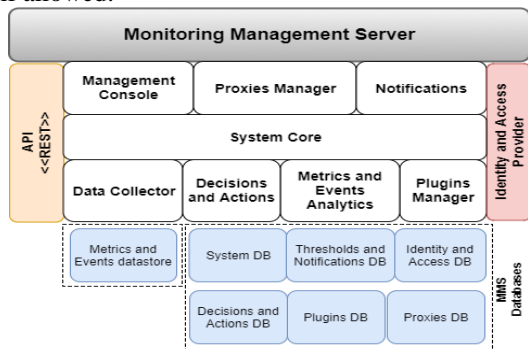 Monitoring Management Server
API
<<REST>>
Management
Console
Proxies Manager
Notifications
System Core
Data Collector
Decisions
and Actions
Metrics and
Events
Analytics
Plugins
Manager
Identity and Access
Provider
Metrics and
Events datastore
System DB
Thresholds and
Notifications DB
Identity and
Access DB
Decisions and
Actions DB
Plugins DB
Proxies DB
MMS
Databases